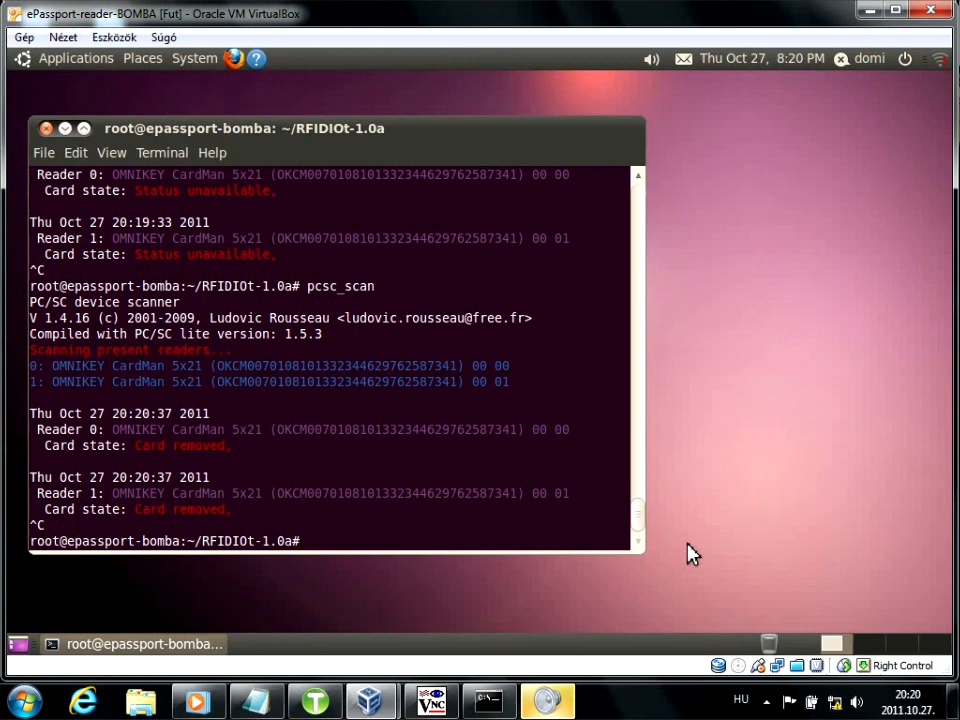 ePassport-reader-BOMBA [Fut] - Oracle VM VirtualBox
Gép Nézet Eszközök Súgó
Applications Places System Thu Oct 27, 8:20 PM domi
root@epassport-bomba: ~/RFIDIOt-1.0a
File Edit View Terminal Help
Reader 0: OMNIKEY CardMan 5x21 (OKCM0070108101332344629762587341) 00 00
Card state: Status unavailable,
Thu Oct 27 20:19:33 2011
Reader 1: OMNIKEY CardMan 5x21 (OKCM0070108101332344629762587341) 00 01
Card state: Status unavailable,
^C
root@epassport-bomba:~/RFIDIOt-1.0a# pcsc_scan
PC/SC device scanner
V 1.4.16 (c) 2001-2009, Ludovic Rousseau <ludovic.rousseau@free.fr>
Compiled with PC/SC lite version: 1.5.3
Scanning present readers...
0: OMNIKEY CardMan 5x21 (OKCM0070108101332344629762587341) 00 00
1: OMNIKEY CardMan 5x21 (OKCM0070108101332344629762587341) 00 01
Thu Oct 27 20:20:37 2011
Reader 0: OMNIKEY CardMan 5x21 (OKCM0070108101332344629762587341) 00 00
Card state: Card removed,
Thu Oct 27 20:20:37 2011
Reader 1: OMNIKEY CardMan 5x21 (OKCM0070108101332344629762587341) 00 01
Card state: Card removed,
^C
root@epassport-bomba:~/RFIDIOt-1.0a#
root@epassport-bomba...
Right Control
VNC
C:\
HU
20:20
2011.10.27.